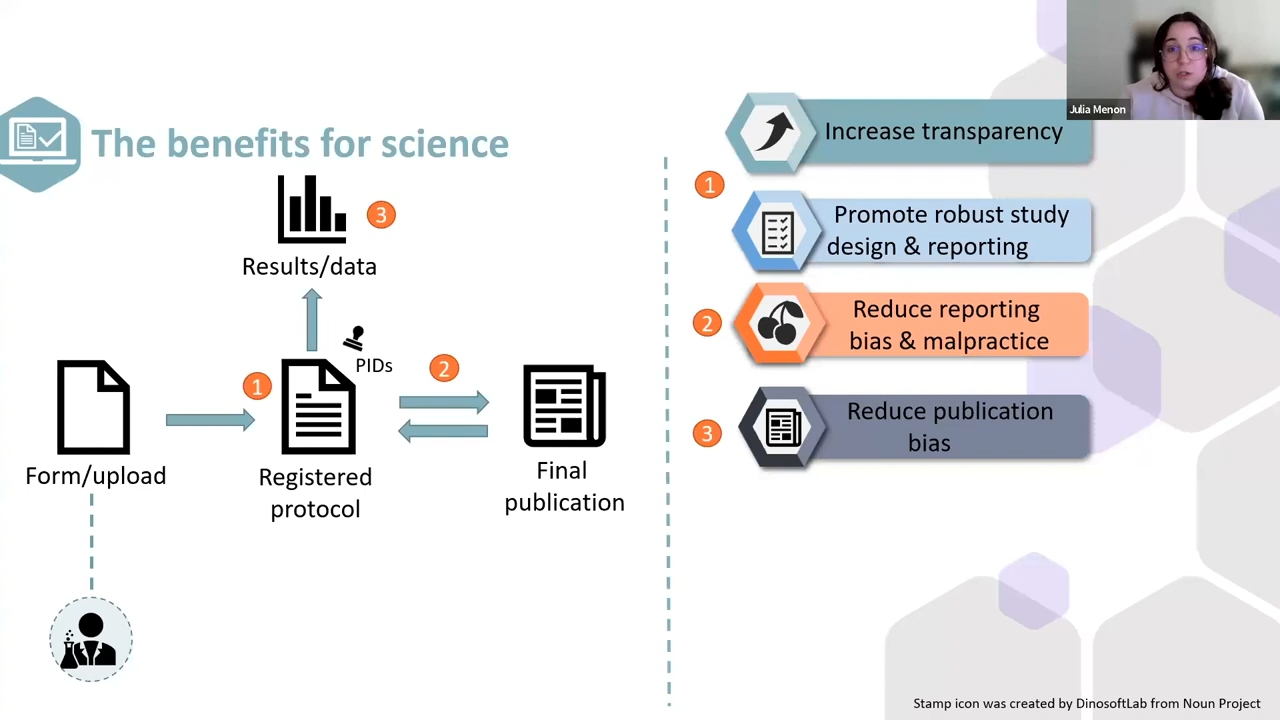 Julia Menon
The benefits for science
3
Results/data
PIDs
1
2
Form/upload
Registered
protocol
Final
publication
Increase transparency
1
Promote robust study
design & reporting
2
Reduce reporting
bias & malpractice
3
Reduce publication
bias
Stamp icon was created by DinosoftLab from Noun Project